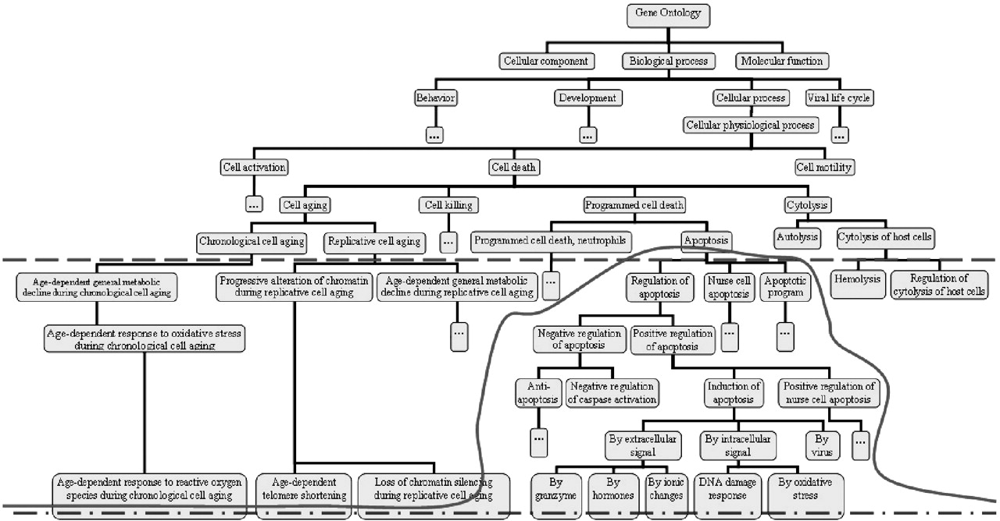 Gene Ontology
Cellular component
Biological process
Molecular function
Behavior
Development
Cellular process
Viral life cycle
...
...
Cellular physiological process
...
Cell activation
Cell death
Cell motility
...
Cell aging
Cell killing
Programmed cell death
Cytolysis
Chronological cell aging
Replicative cell aging
...
Programmed cell death, neutrophils
Apoptosis
Autolysis
Cytolysis of host cells
Age-dependent general metabolic
decline during chronological cell aging
Progressive alteration of chromatin
during replicative cell aging
Age-dependent general metabolic
decline during replicative cell aging
...
Regulation of
apoptosis
Nurse cell
apoptosis
Apoptotic
program
Hemolysis
Regulation of
cytolysis of host cells
Age-dependent response to oxidative stress
during chronological cell aging
...
Negative regulation
of apoptosis
Positive regulation
of apoptosis
...
...
Anti-
apoptosis
Negative regulation
of caspase activation
Induction of
apoptosis
Positive regulation of
nurse cell apoptosis
...
By extracellular
signal
By intracellular
signal
By
virus
...
Age-dependent response to reactive oxygen
species during chronological cell aging
Age-dependent
telomere shortening
Loss of chromatin silencing
during replicative cell aging
By
granzyme
By
hormones
By ionic
changes
DNA damage
response
By oxidative
stress